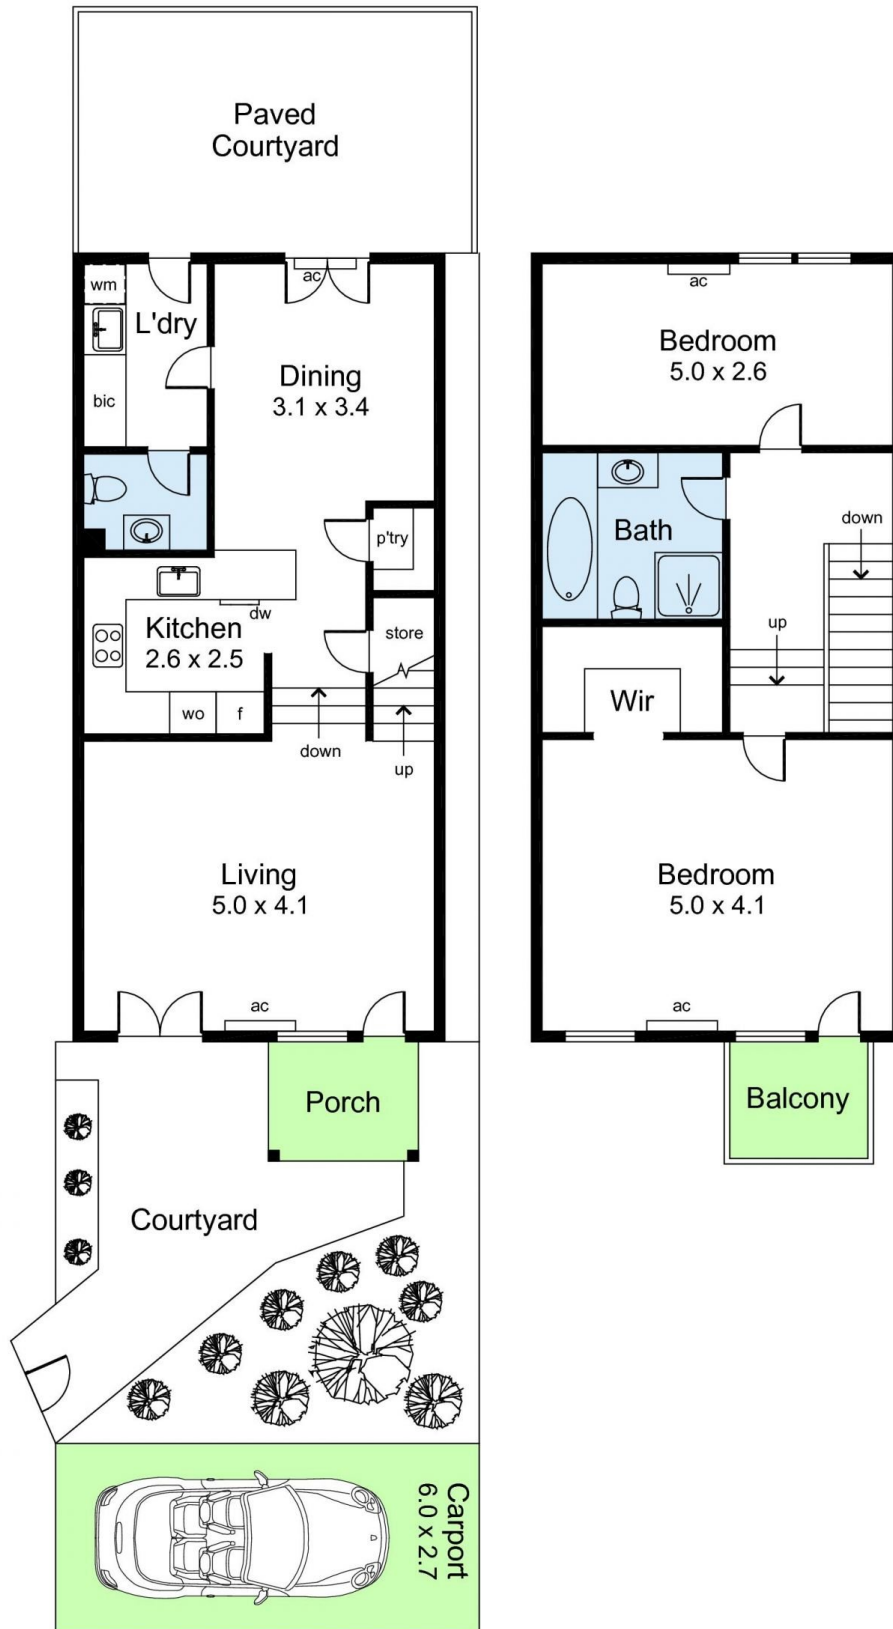 Paved
Courtyard
ac
wm
L'dry
bic
Dining
3.1 x 3.4
p'try
dw
Kitchen
2.6 x 2.5
store
wo
f
down
up
Living
5.0 x 4.1
ac
Porch
Courtyard
Carport
6.0 x 2.7
ac
Bedroom
5.0 x 2.6
Bath
down
up
Wir
Bedroom
5.0 x 4.1
ac
Balcony